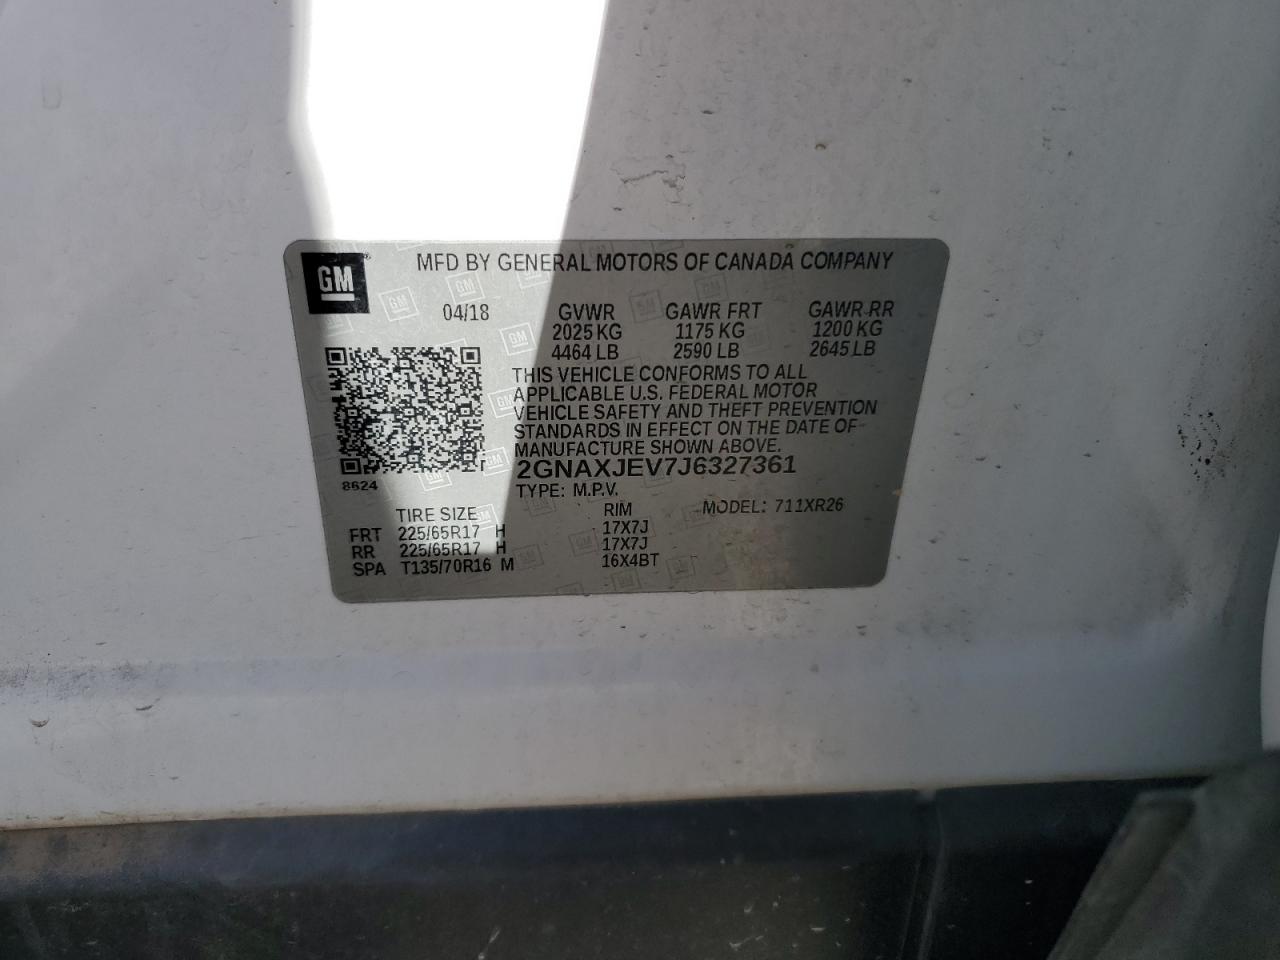 GM
MFD BY GENERAL MOTORS OF CANADA COMPANY
04/18 GVWR GAWR FRT GAWR RR
2025 KG 1175 KG 1200 KG
4464 LB 2590 LB 2645 LB
THIS VEHICLE CONFORMS TO ALL
APPLICABLE U.S. FEDERAL MOTOR
VEHICLE SAFETY AND THEFT PREVENTION
STANDARDS IN EFFECT ON THE DATE OF
MANUFACTURE SHOWN ABOVE.
2GNAXJEV7J6327361
8624
TYPE: M.P.V. MODEL: 711XR26
TIRE SIZE RIM
FRT 225/65R17 H 17X7J
RR 225/65R17 H 17X7J
SPA T135/70R16 M 16X4BT